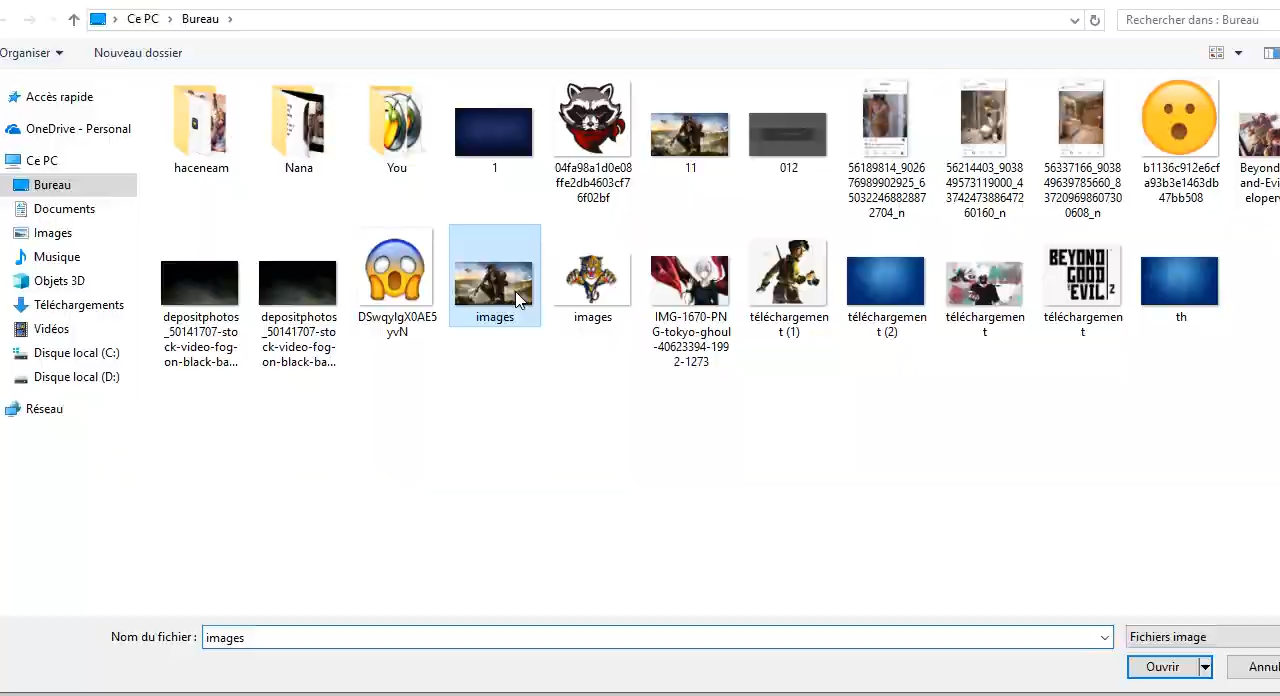 Ce PC
Bureau
Rechercher dans : Bureau
Organiser
Nouveau dossier
Accès rapide
OneDrive - Personal
Ce PC
Bureau
Documents
Images
Musique
Objets 3D
Téléchargements
Vidéos
Disque local (C:)
Disque local (D:)
Réseau
haceneam
Nana
You
1
04fa98a1d0e08
ffe2db4603cf7
6f02bf
11
012
56189814_9026
76989902925_6
5032246882887
2704_n
56214403_9038
49573119000_4
3742473886472
60160_n
56337166_9038
49639785660_8
3720969860730
0608_n
b1136c912e6cf
a93b3e1463db
47bb508
Beyond
and-Evi
eloper
depositphotos
_50141707-sto
ck-video-fog-
on-black-ba...
depositphotos
_50141707-sto
ck-video-fog-
on-black-ba...
DSwqyIgX0AE5
yvN
images
images
IMG-1670-PN
G-tokyo-ghoul
-40623394-199
2-1273
téléchargemen
t (1)
téléchargemen
t (2)
téléchargemen
t
BEYOND
GOOD
EVIL 2
téléchargemen
t
th
Nom du fichier :
images
Fichiers image
Ouvrir
Annul